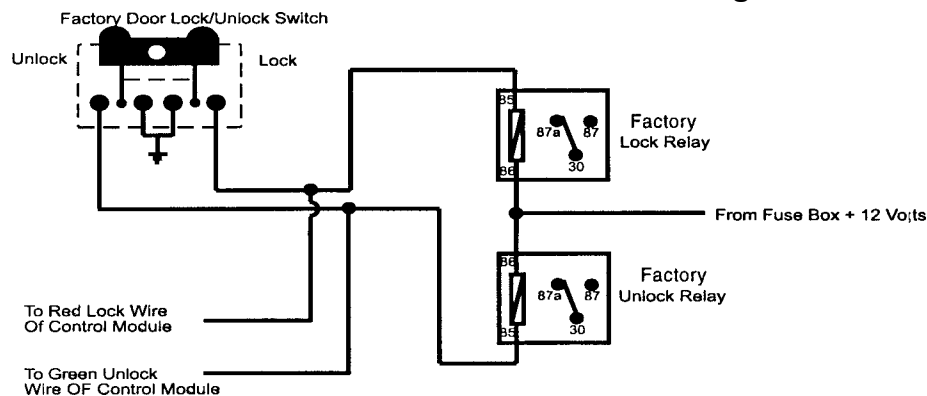 Factory Door Lock/Unlock Switch
Unlock
Lock
85
87a
87
30
86
Factory
Lock Relay
From Fuse Box + 12 Vo;ts
86
87a
87
30
85
Factory
Unlock Relay
To Red Lock Wire
Of Control Module
To Green Unlock
Wire OF Control Module